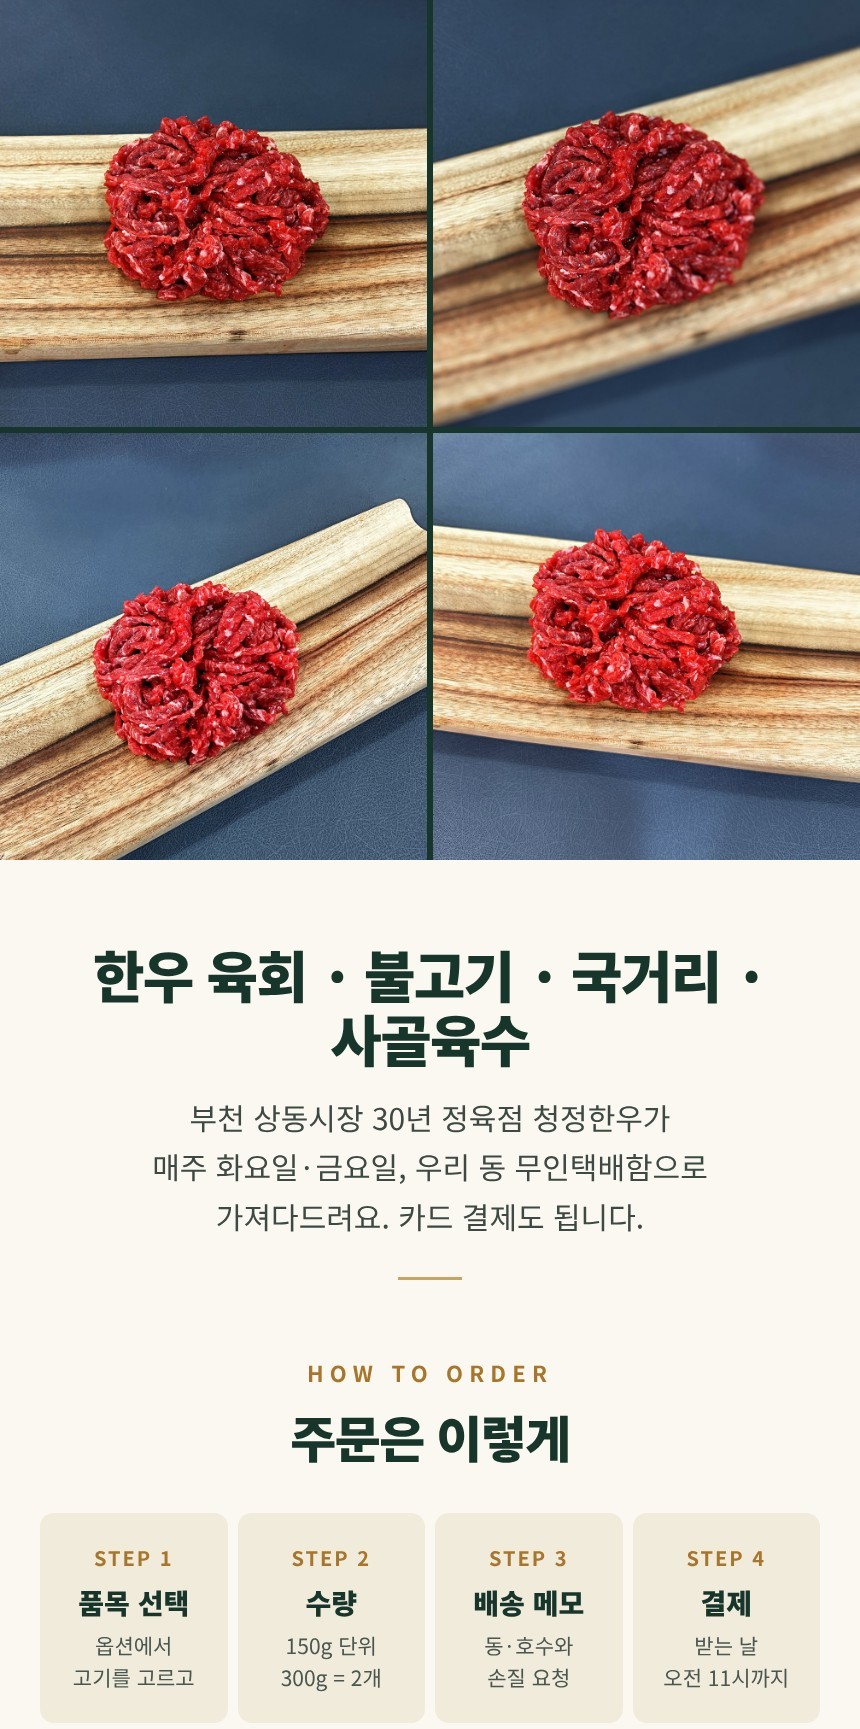 한우 육회 · 불고기 · 국거리 ·
사골육수
부천 상동시장 30년 정육점 청정한우가
매주 화요일·금요일, 우리 동 무인택배함으로
가져다드려요. 카드 결제도 됩니다.
HOW TO ORDER
주문은 이렇게
STEP 1
품목 선택
옵션에서
고기를 고르고
STEP 2
수량
150g 단위
300g = 2개
STEP 3
배송 메모
동·호수와
손질 요청
STEP 4
결제
받는 날
오전 11시까지